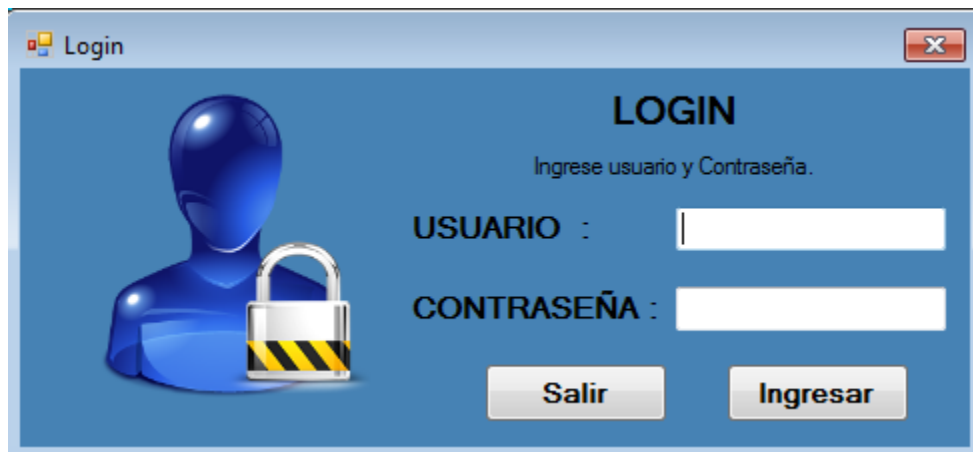 Login
LOGIN
Ingrese usuario y Contraseña.
USUARIO :
CONTRASEÑA :
Salir Ingresar